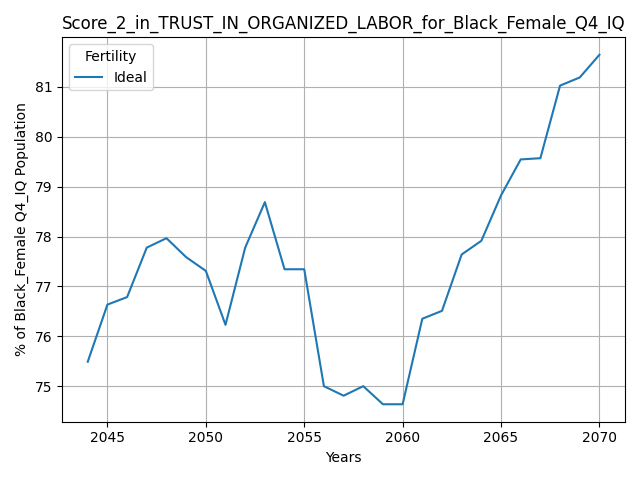 Score_2_in_TRUST_IN_ORGANIZED_LABOR_for_Black_Female_Q4_IQ
Fertility
Ideal
% of Black_Female Q4_IQ Population
81
80
79
78
77
76
75
2045
2050
2055
2060
2065
2070
Years